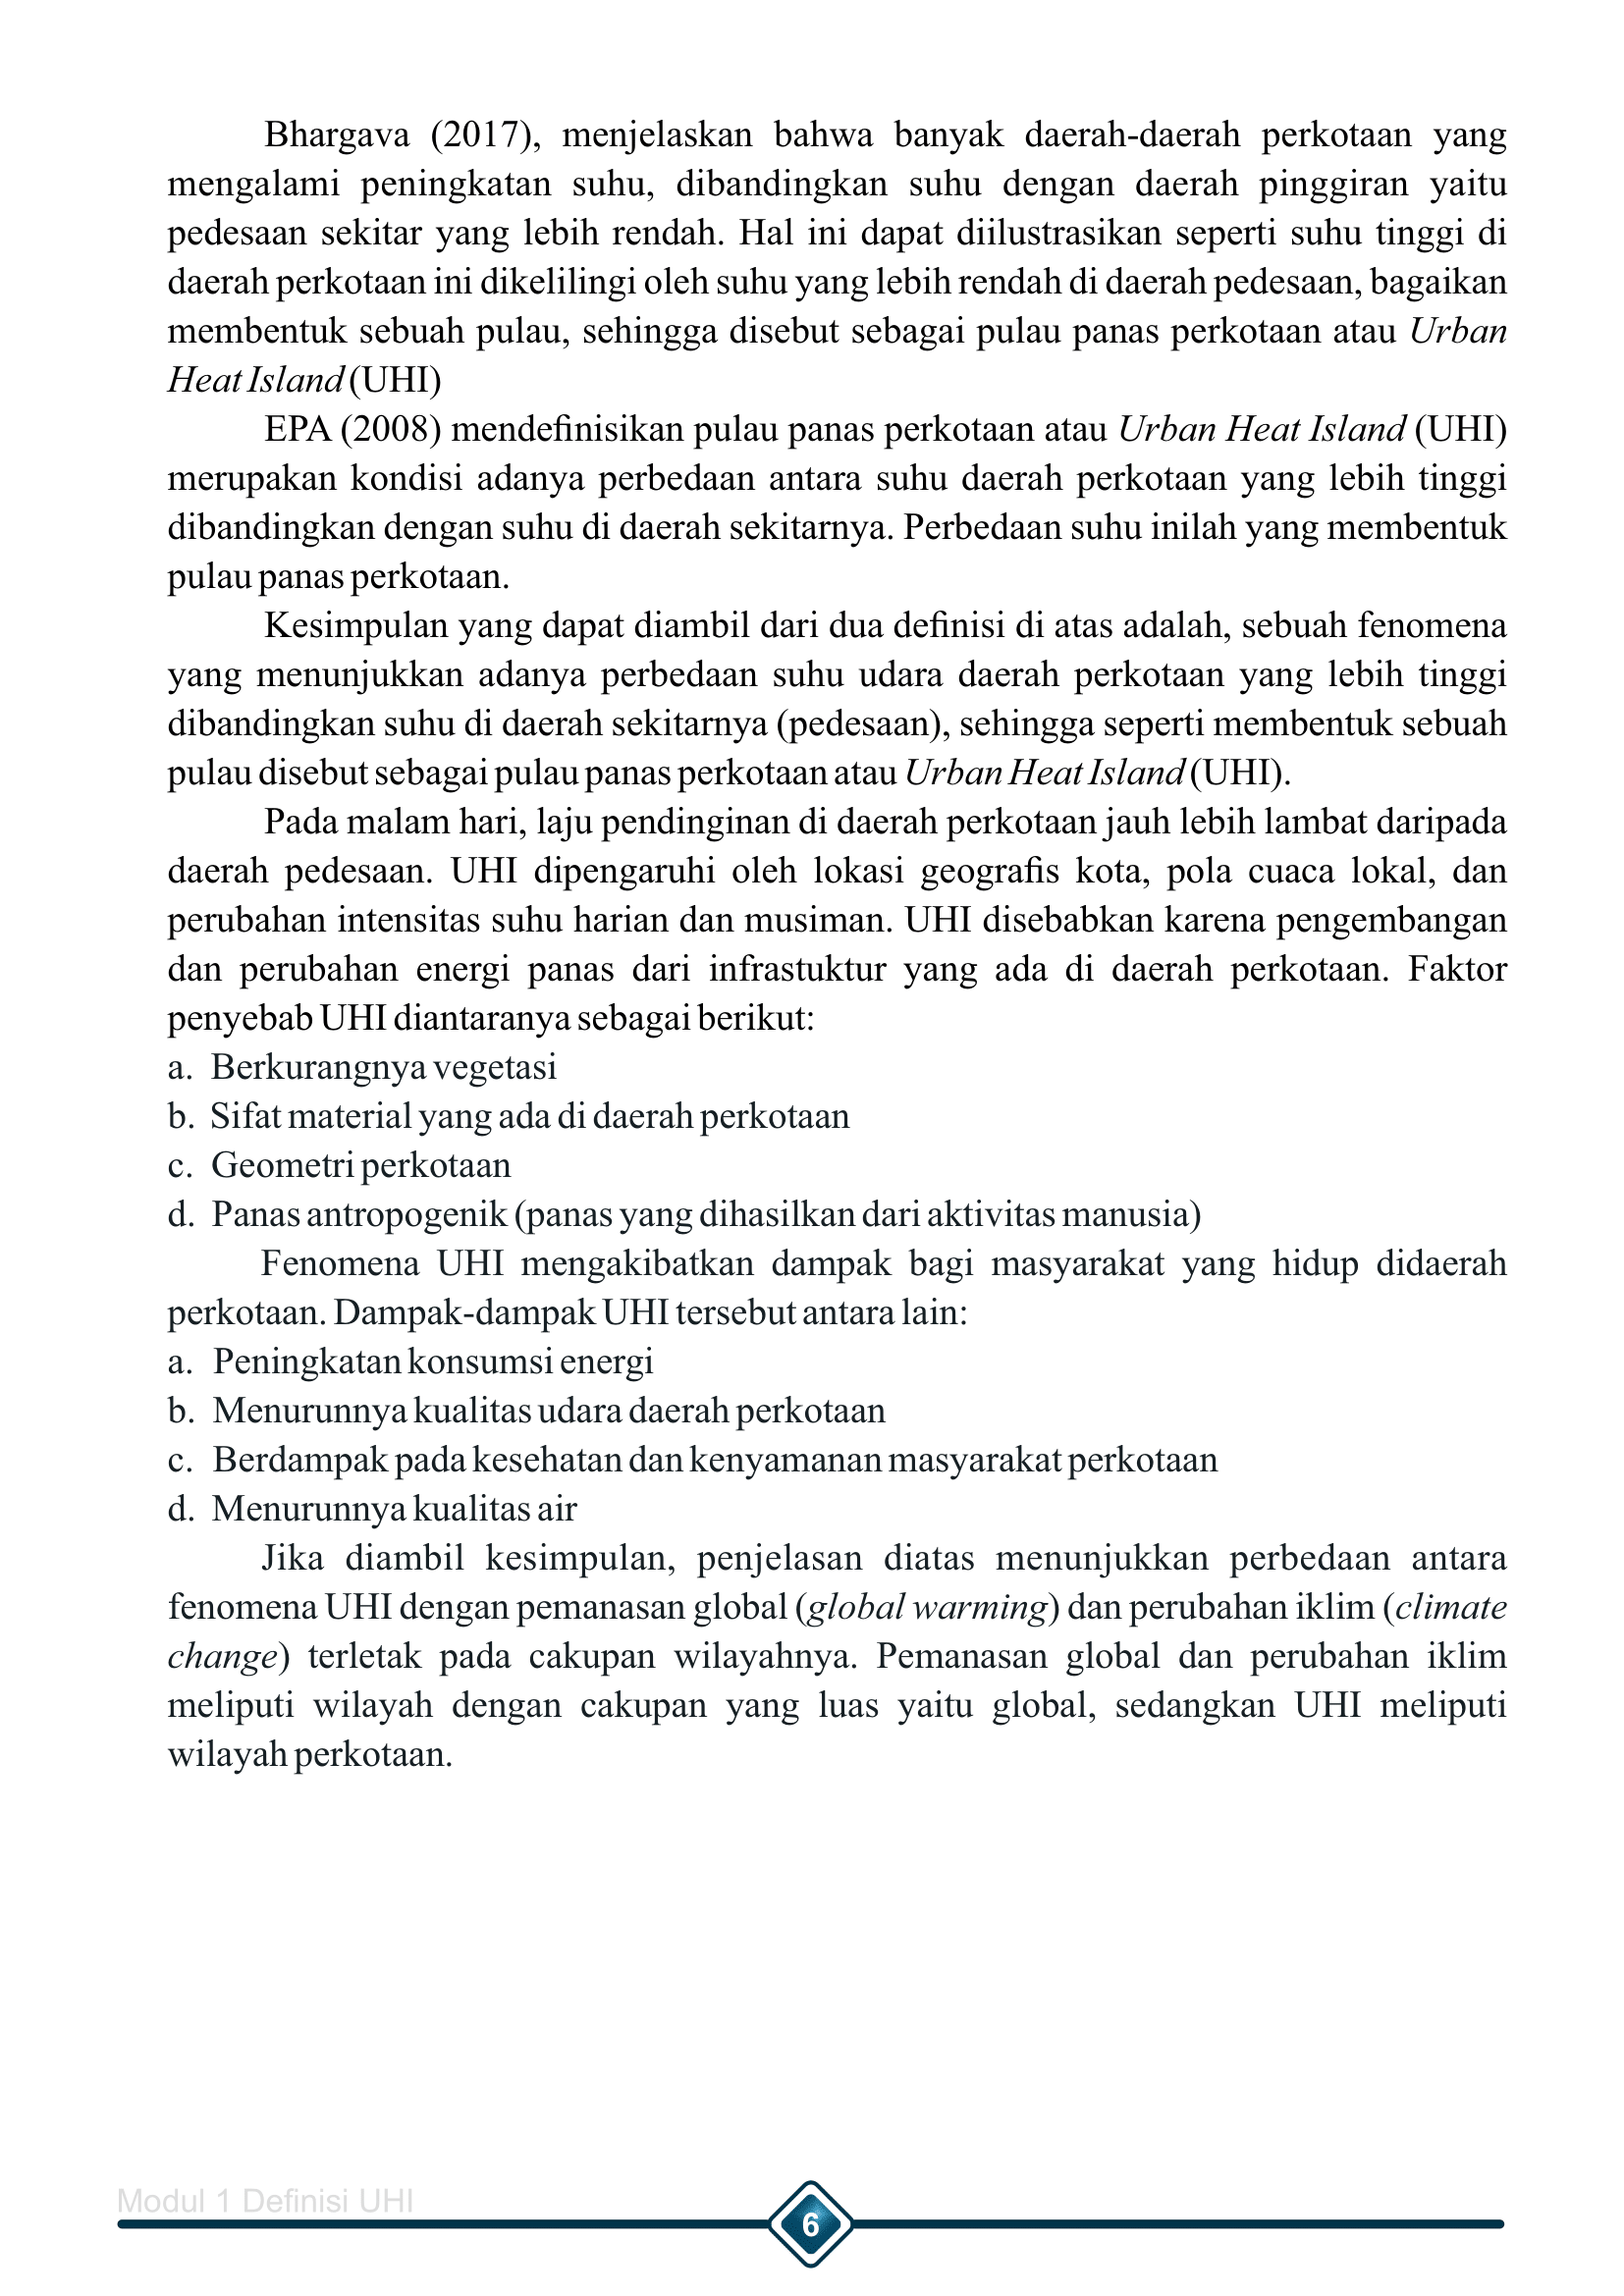 Bhargava (2017), menjelaskan bahwa banyak daerah-daerah perkotaan yang
mengalami peningkatan suhu, dibandingkan suhu dengan daerah pinggiran yaitu
pedesaan sekitar yang lebih rendah. Hal ini dapat diilustrasikan seperti suhu tinggi di
daerah perkotaan ini dikelilingi oleh suhu yang lebih rendah di daerah pedesaan, bagaikan
membentuk sebuah pulau, sehingga disebut sebagai pulau panas perkotaan atau Urban
Heat Island (UHI)
EPA (2008) mendefinisikan pulau panas perkotaan atau Urban Heat Island (UHI)
merupakan kondisi adanya perbedaan antara suhu daerah perkotaan yang lebih tinggi
dibandingkan dengan suhu di daerah sekitarnya. Perbedaan suhu inilah yang membentuk
pulau panas perkotaan.
Kesimpulan yang dapat diambil dari dua definisi di atas adalah, sebuah fenomena
yang menunjukkan adanya perbedaan suhu udara daerah perkotaan yang lebih tinggi
dibandingkan suhu di daerah sekitarnya (pedesaan), sehingga seperti membentuk sebuah
pulau disebut sebagai pulau panas perkotaan atau Urban Heat Island (UHI).
Pada malam hari, laju pendinginan di daerah perkotaan jauh lebih lambat daripada
daerah pedesaan. UHI dipengaruhi oleh lokasi geografis kota, pola cuaca lokal, dan
perubahan intensitas suhu harian dan musiman. UHI disebabkan karena pengembangan
dan perubahan energi panas dari infrastuktur yang ada di daerah perkotaan. Faktor
penyebab UHI diantaranya sebagai berikut:
a. Berkurangnya vegetasi
b. Sifat material yang ada di daerah perkotaan
c. Geometri perkotaan
d. Panas antropogenik (panas yang dihasilkan dari aktivitas manusia)
Fenomena UHI mengakibatkan dampak bagi masyarakat yang hidup didaerah
perkotaan. Dampak-dampak UHI tersebut antara lain:
a. Peningkatan konsumsi energi
b. Menurunnya kualitas udara daerah perkotaan
c. Berdampak pada kesehatan dan kenyamanan masyarakat perkotaan
d. Menurunnya kualitas air
Jika diambil kesimpulan, penjelasan diatas menunjukkan perbedaan antara
fenomena UHI dengan pemanasan global (global warming) dan perubahan iklim (climate
change) terletak pada cakupan wilayahnya. Pemanasan global dan perubahan iklim
meliputi wilayah dengan cakupan yang luas yaitu global, sedangkan UHI meliputi
wilayah perkotaan.
Modul 1 Definisi UHI
6